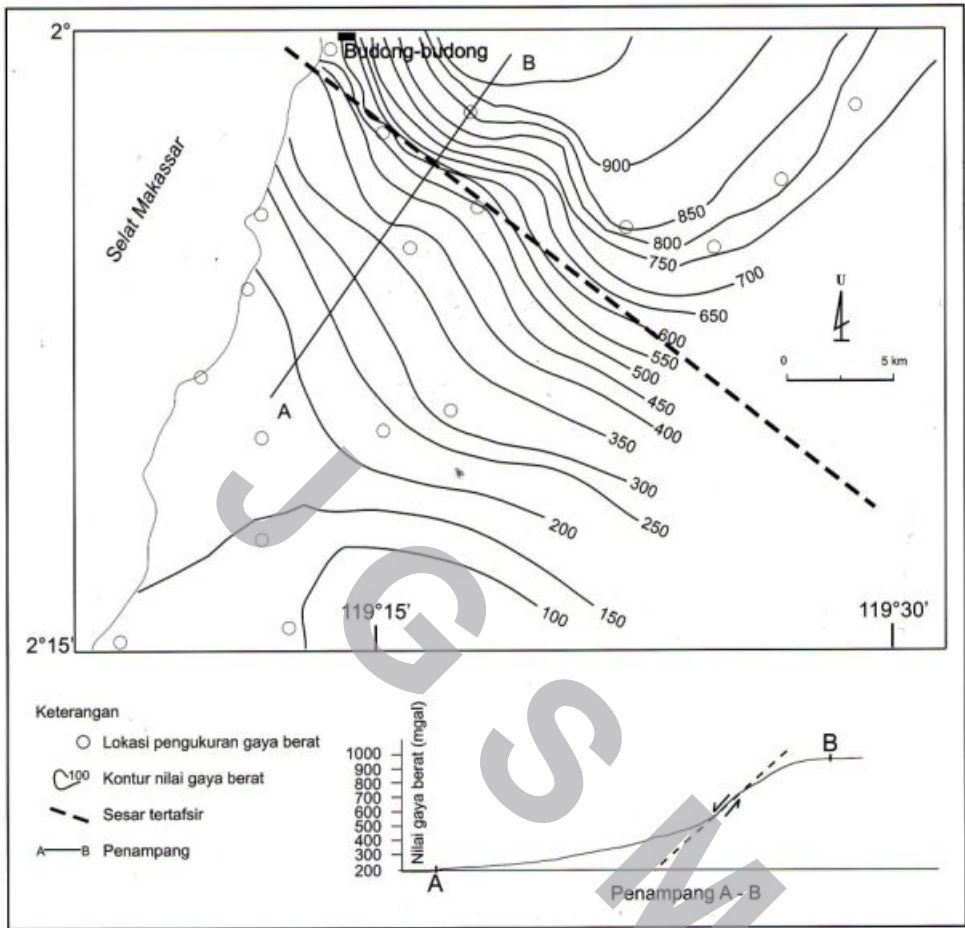 2°
Budong-budong
B
Selat Makassar
900
850
800
750
700
650
600
550
500
450
400
350
300
250
200
150
100
A
U
0 5 km
119°15'
119°30'
2°15'
Keterangan
Lokasi pengukuran gaya berat
100 Kontur nilai gaya berat
Sesar tertafsir
A B Penampang
Nilai gaya berat (mgal)
1000
900
800
700
600
500
400
300
200
A
B
Penampang A - B
J G S M